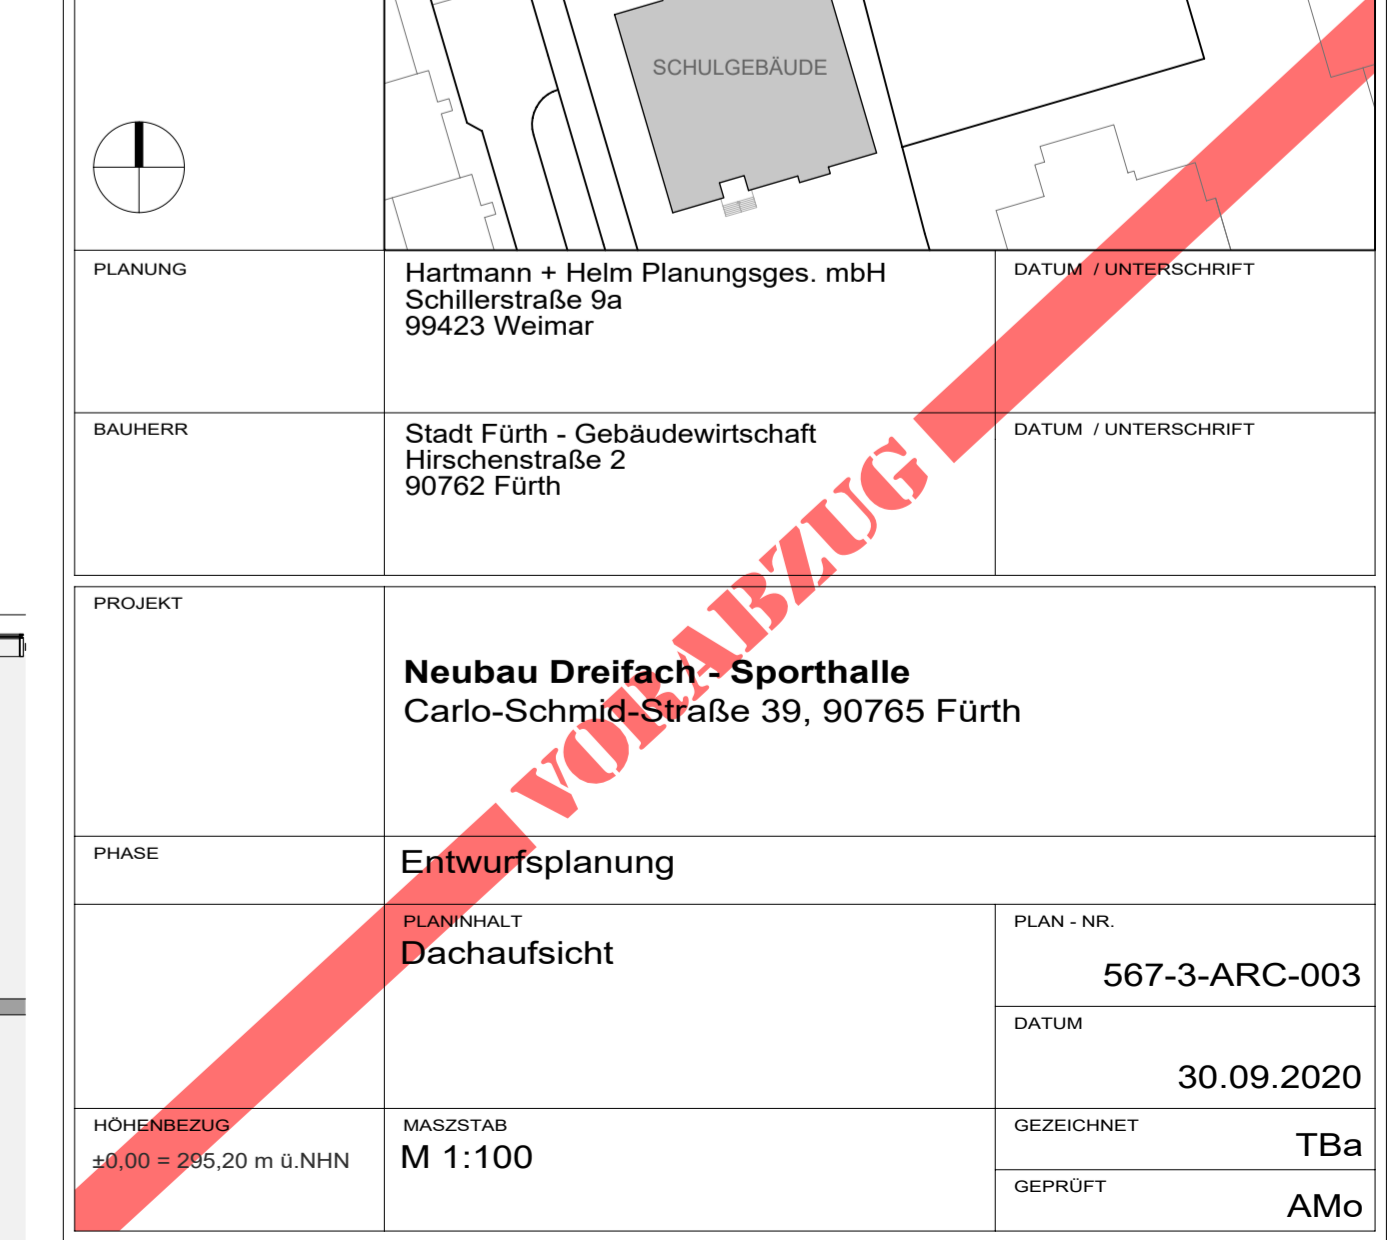 SCHULGEBÄUDE
PLANUNG
Hartmann + Helm Planungsges. mbH
Schillerstraße 9a
99423 Weimar
DATUM / UNTERSCHRIFT
BAUHERR
Stadt Fürth - Gebäudewirtschaft
Hirschenstraße 2
90762 Fürth
DATUM / UNTERSCHRIFT
VORABZUG
PROJEKT
Neubau Dreifach - Sporthalle
Carlo-Schmid-Straße 39, 90765 Fürth
PHASE
Entwurfsplanung
PLANINHALT
Dachaufsicht
PLAN - NR.
567-3-ARC-003
DATUM
30.09.2020
HÖHENBEZUG
±0,00 = 295,20 m ü.NHN
MASZSTAB
M 1:100
GEZEICHNET
TBa
GEPRÜFT
AMo